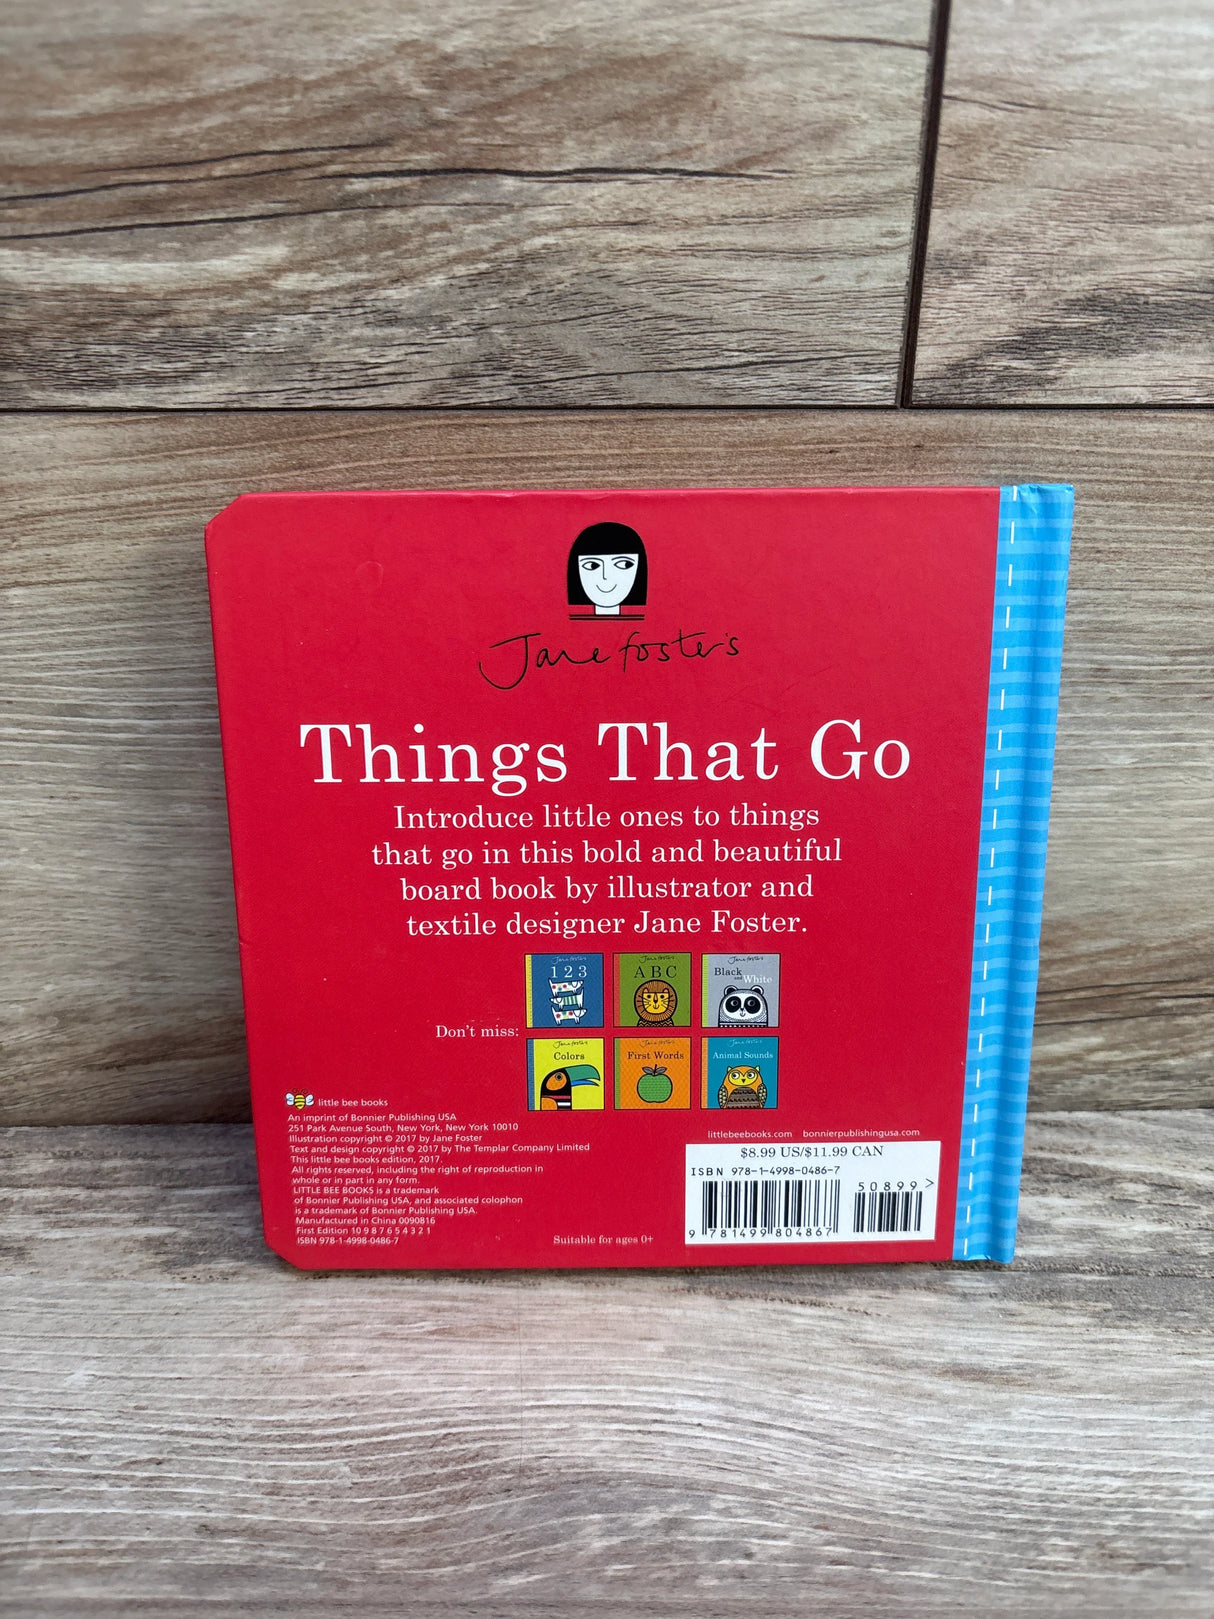 Jane Foster's
Things That Go
Introduce little ones to things
that go in this bold and beautiful
board book by illustrator and
textile designer Jane Foster.
Don't miss:
Jane Foster's
1 2 3
Jane Foster's
A B C
Jane Foster's
Black
and White
Jane Foster's
Colors
Jane Foster's
First Words
Jane Foster's
Animal Sounds
little bee books
An imprint of Bonnier Publishing USA
251 Park Avenue South, New York, New York 10010
Illustration copyright © 2017 by Jane Foster
Text and design copyright © 2017 by The Templar Company Limited
This little bee books edition, 2017.
All rights reserved, including the right of reproduction in
whole or in part in any form.
LITTLE BEE BOOKS is a trademark
of Bonnier Publishing USA, and associated colophon
is a trademark of Bonnier Publishing USA.
Manufactured in China 0090816
First Edition 10 9 8 7 6 5 4 3 2 1
ISBN 978-1-4998-0486-7
Suitable for ages 0+
littlebeebooks.com bonnierpublishingusa.com
$8.99 US/$11.99 CAN
ISBN 978-1-4998-0486-7
50899>
9 781499 804867